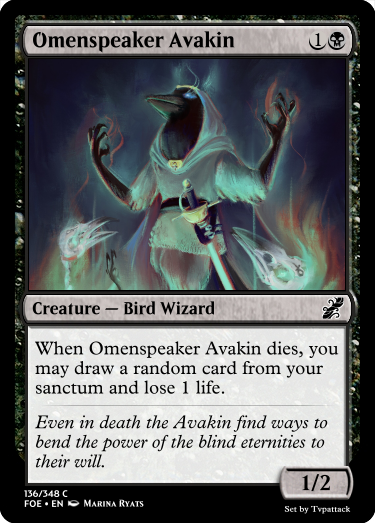 Omenspeaker Avakin 1
Creature — Bird Wizard
When Omenspeaker Avakin dies, you
may draw a random card from your
sanctum and lose 1 life.
Even in death the Avakin find ways to
bend the power of the blind eternities to
their will.
1/2
136/348 C
FOE • EN Marina Ryats
Set by Tvpattack